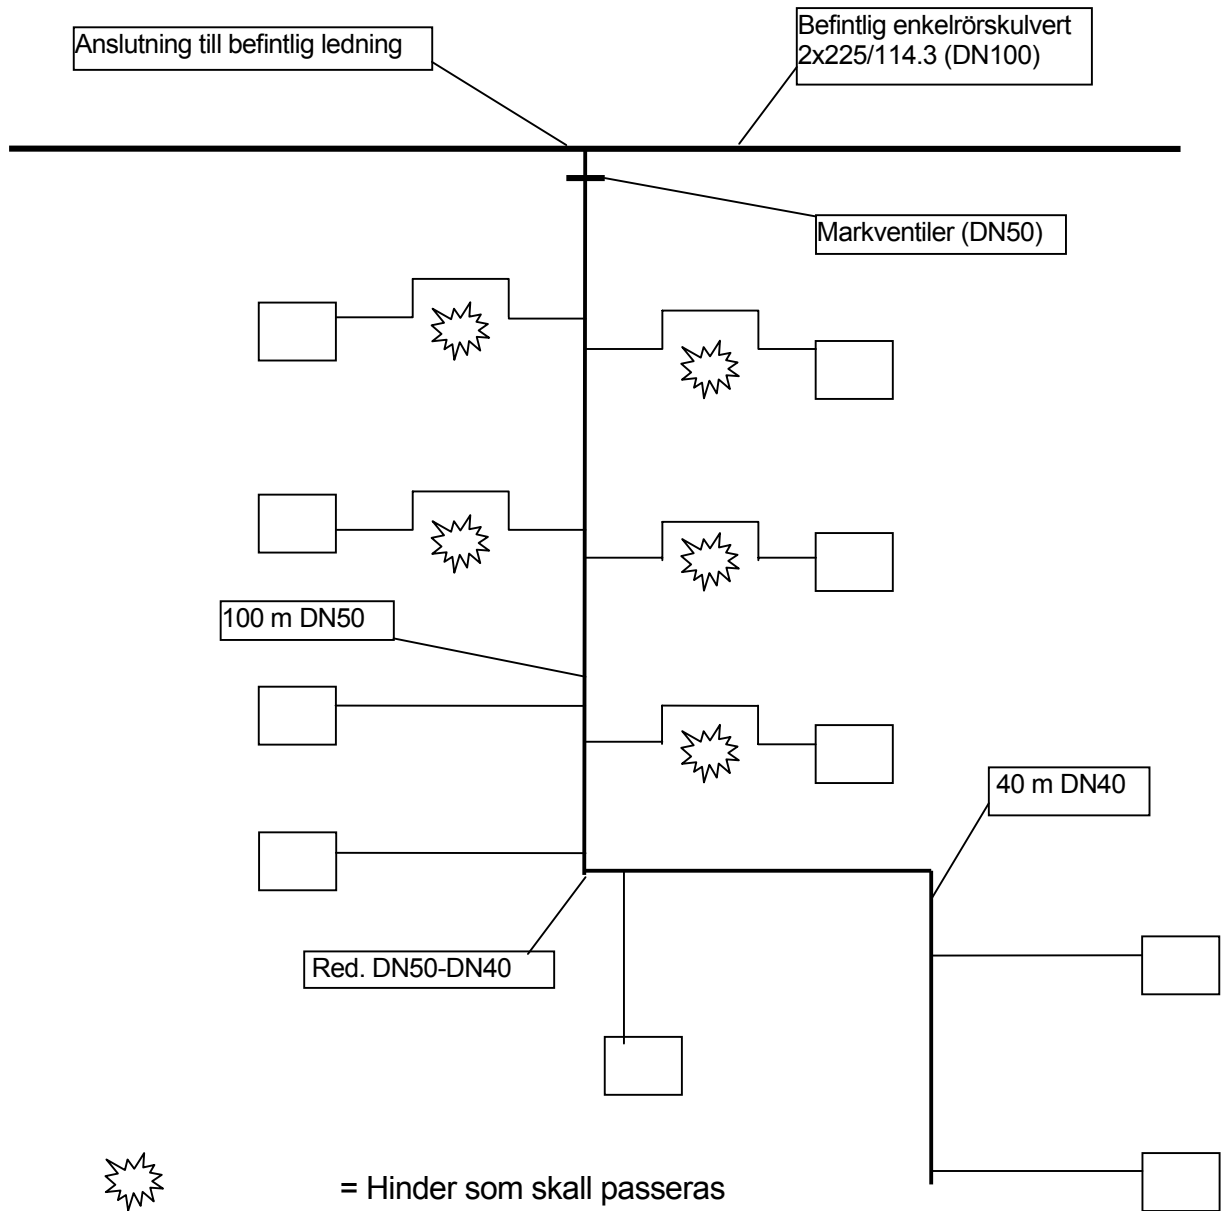 Anslutning till befintlig ledning
Befintlig enkelrörskulvert
2x225/114.3 (DN100)
Markventiler (DN50)
100 m DN50
40 m DN40
Red. DN50-DN40
= Hinder som skall passeras